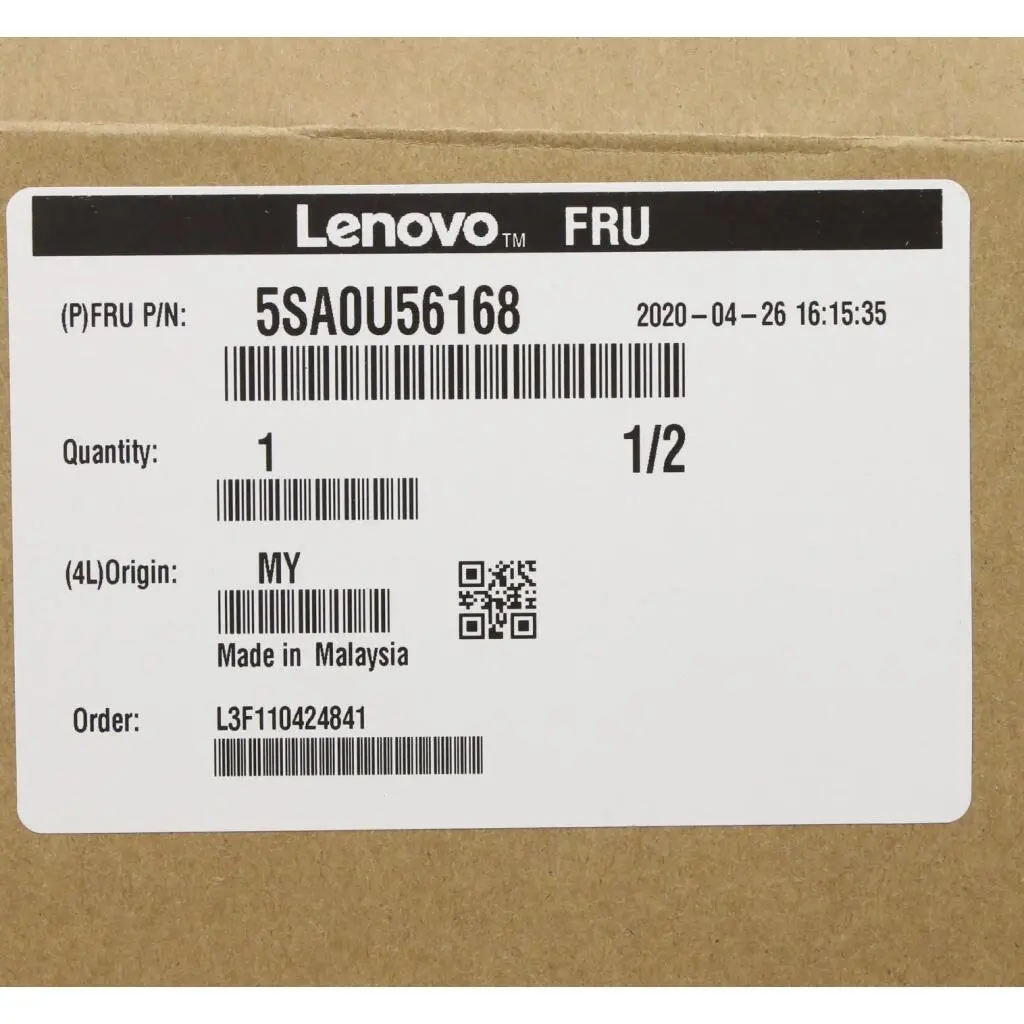 Lenovo™ FRU
(P)FRU P/N: 5SA0U56168 2020-04-26 16:15:35
Quantity: 1 1/2
(4L)Origin: MY
Made in Malaysia
Order: L3F110424841